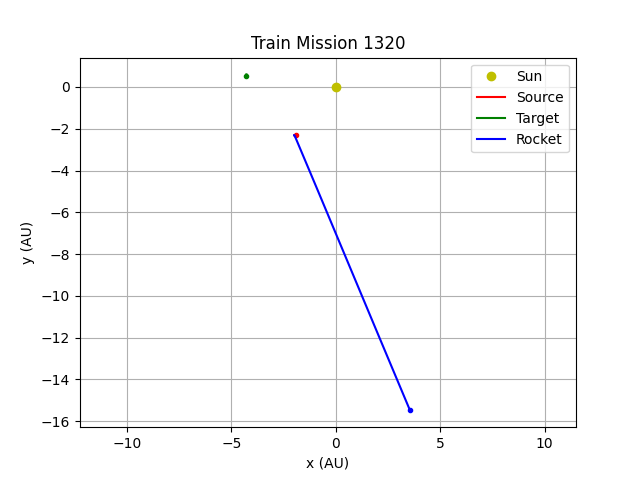 Train Mission 1320
Sun
Source
Target
Rocket
0
−2
−4
−6
−8
−10
−12
−14
−16
y (AU)
−10
−5
0
5
10
x (AU)